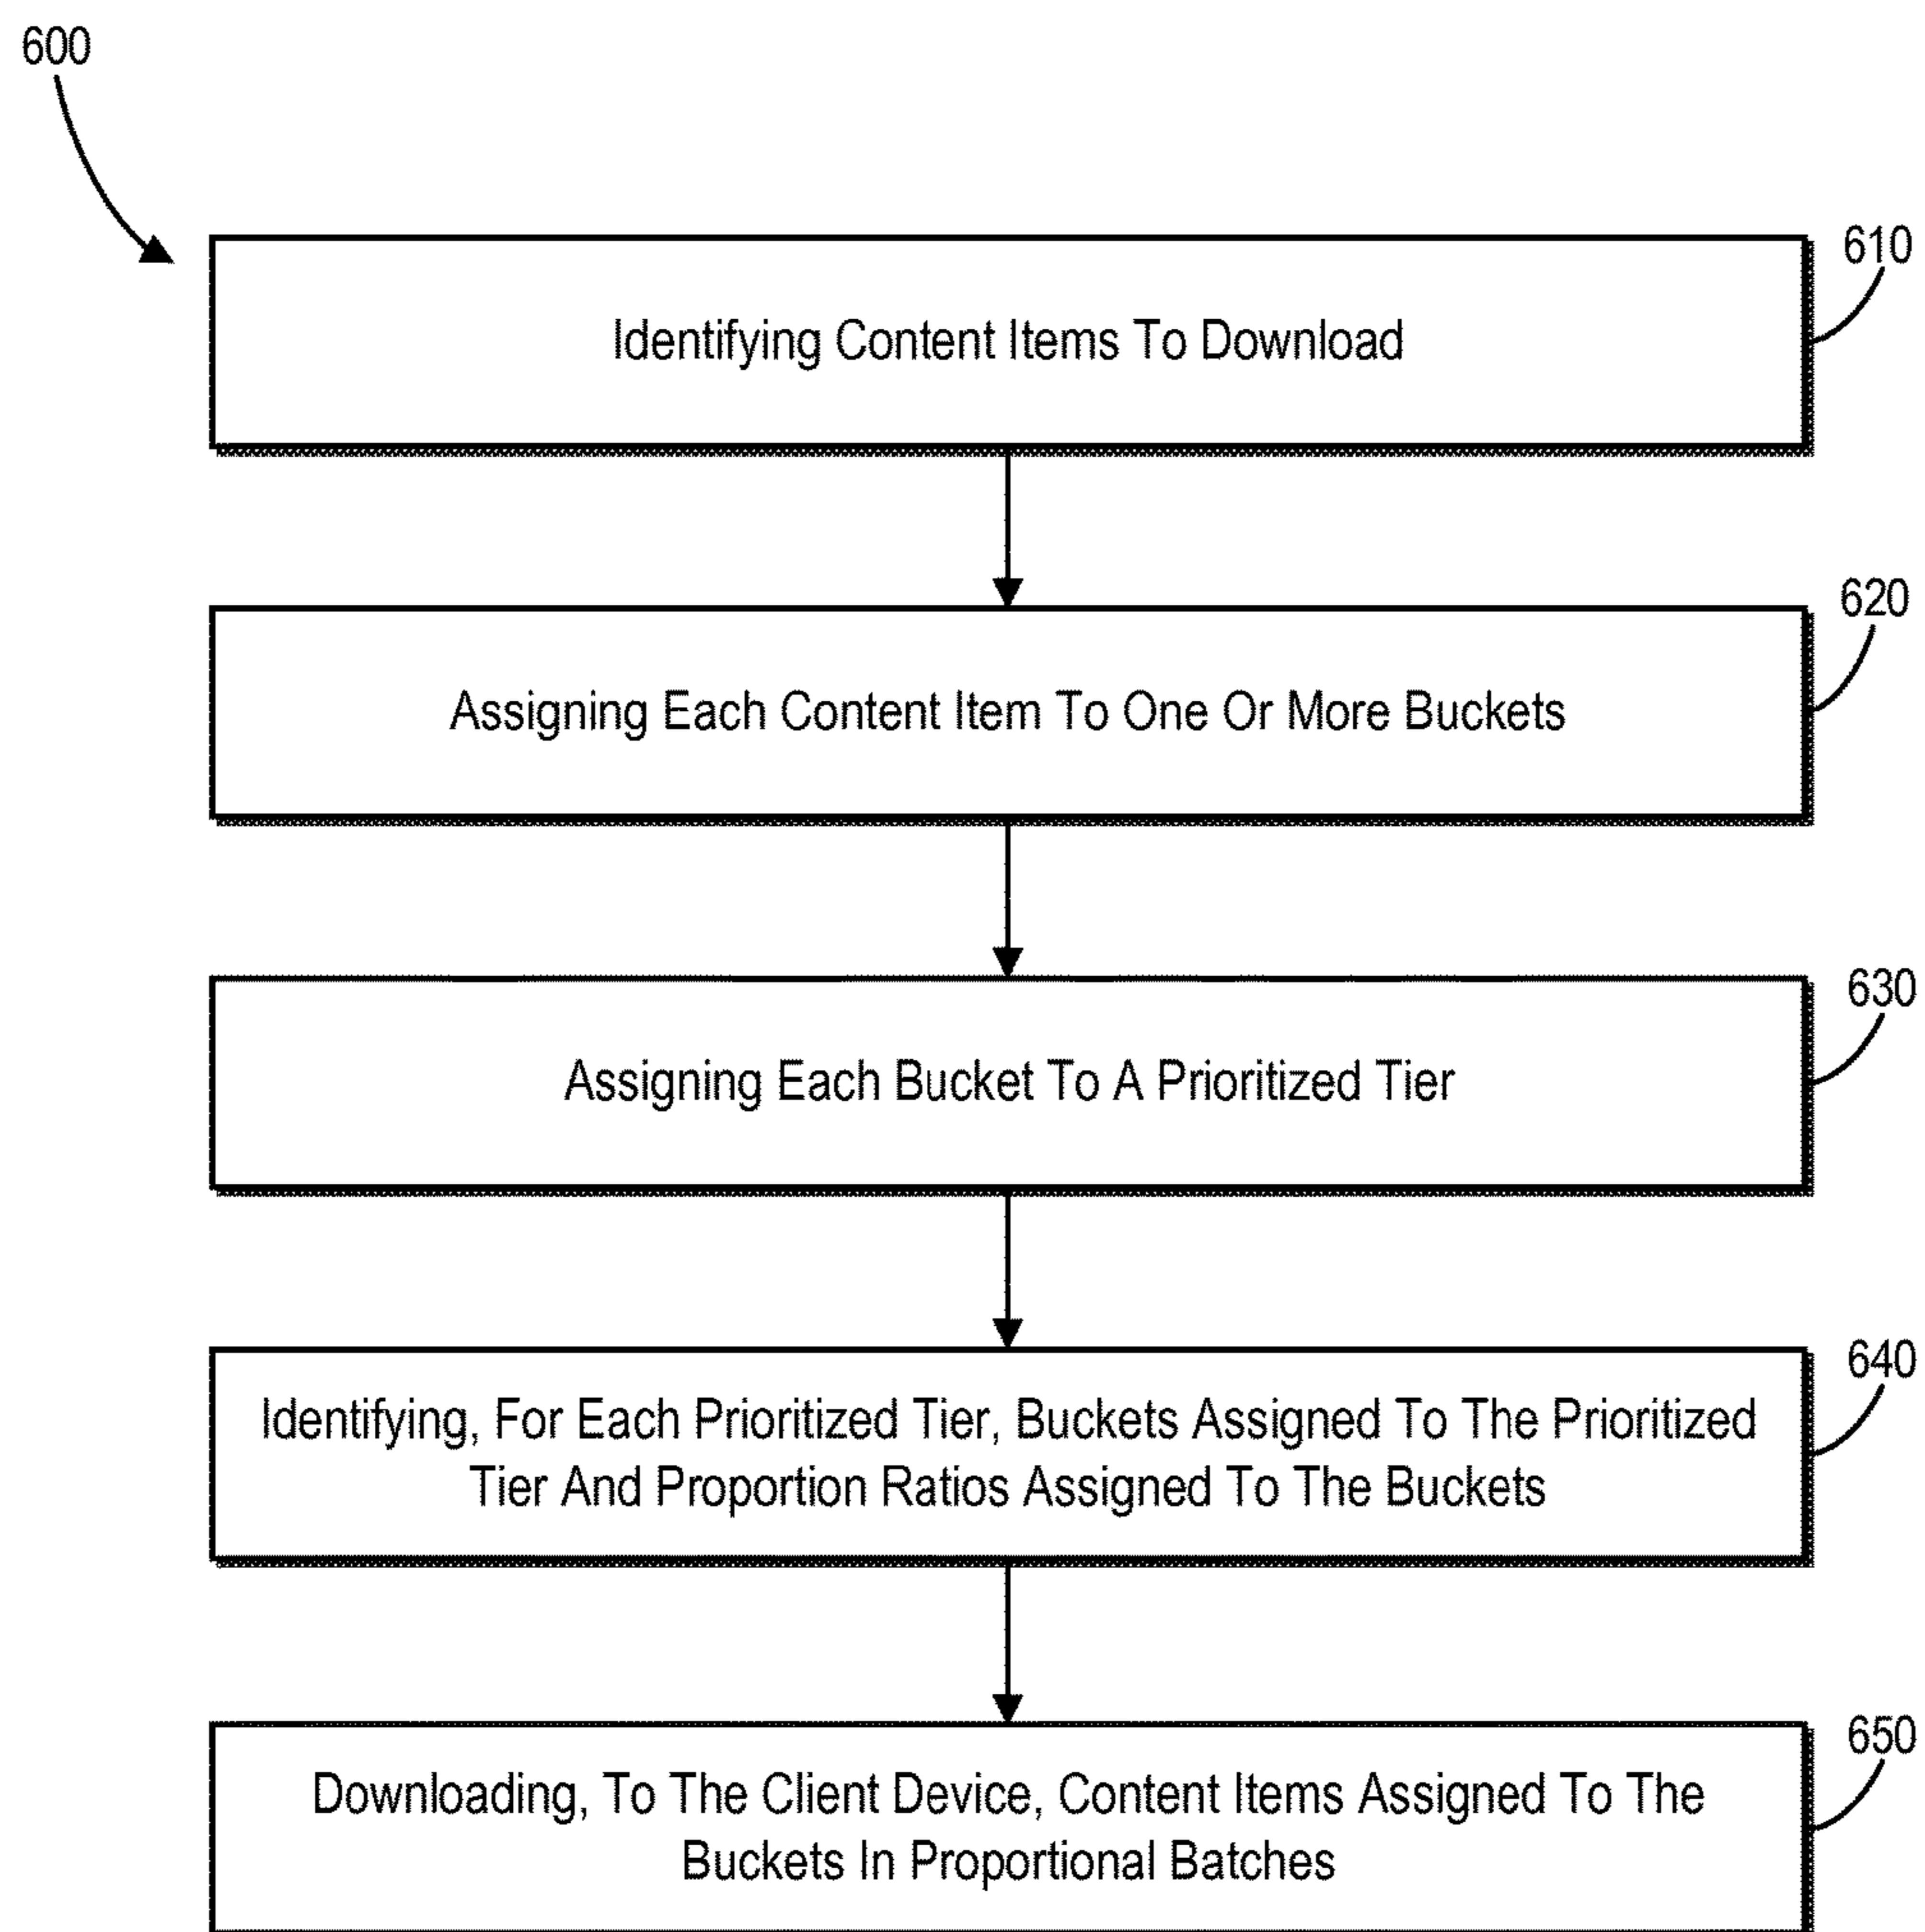 600
610
Identifying Content Items To Download
620
Assigning Each Content Item To One Or More Buckets
630
Assigning Each Bucket To A Prioritized Tier
640
Identifying, For Each Prioritized Tier, Buckets Assigned To The Prioritized
Tier And Proportion Ratios Assigned To The Buckets
650
Downloading, To The Client Device, Content Items Assigned To The
Buckets In Proportional Batches